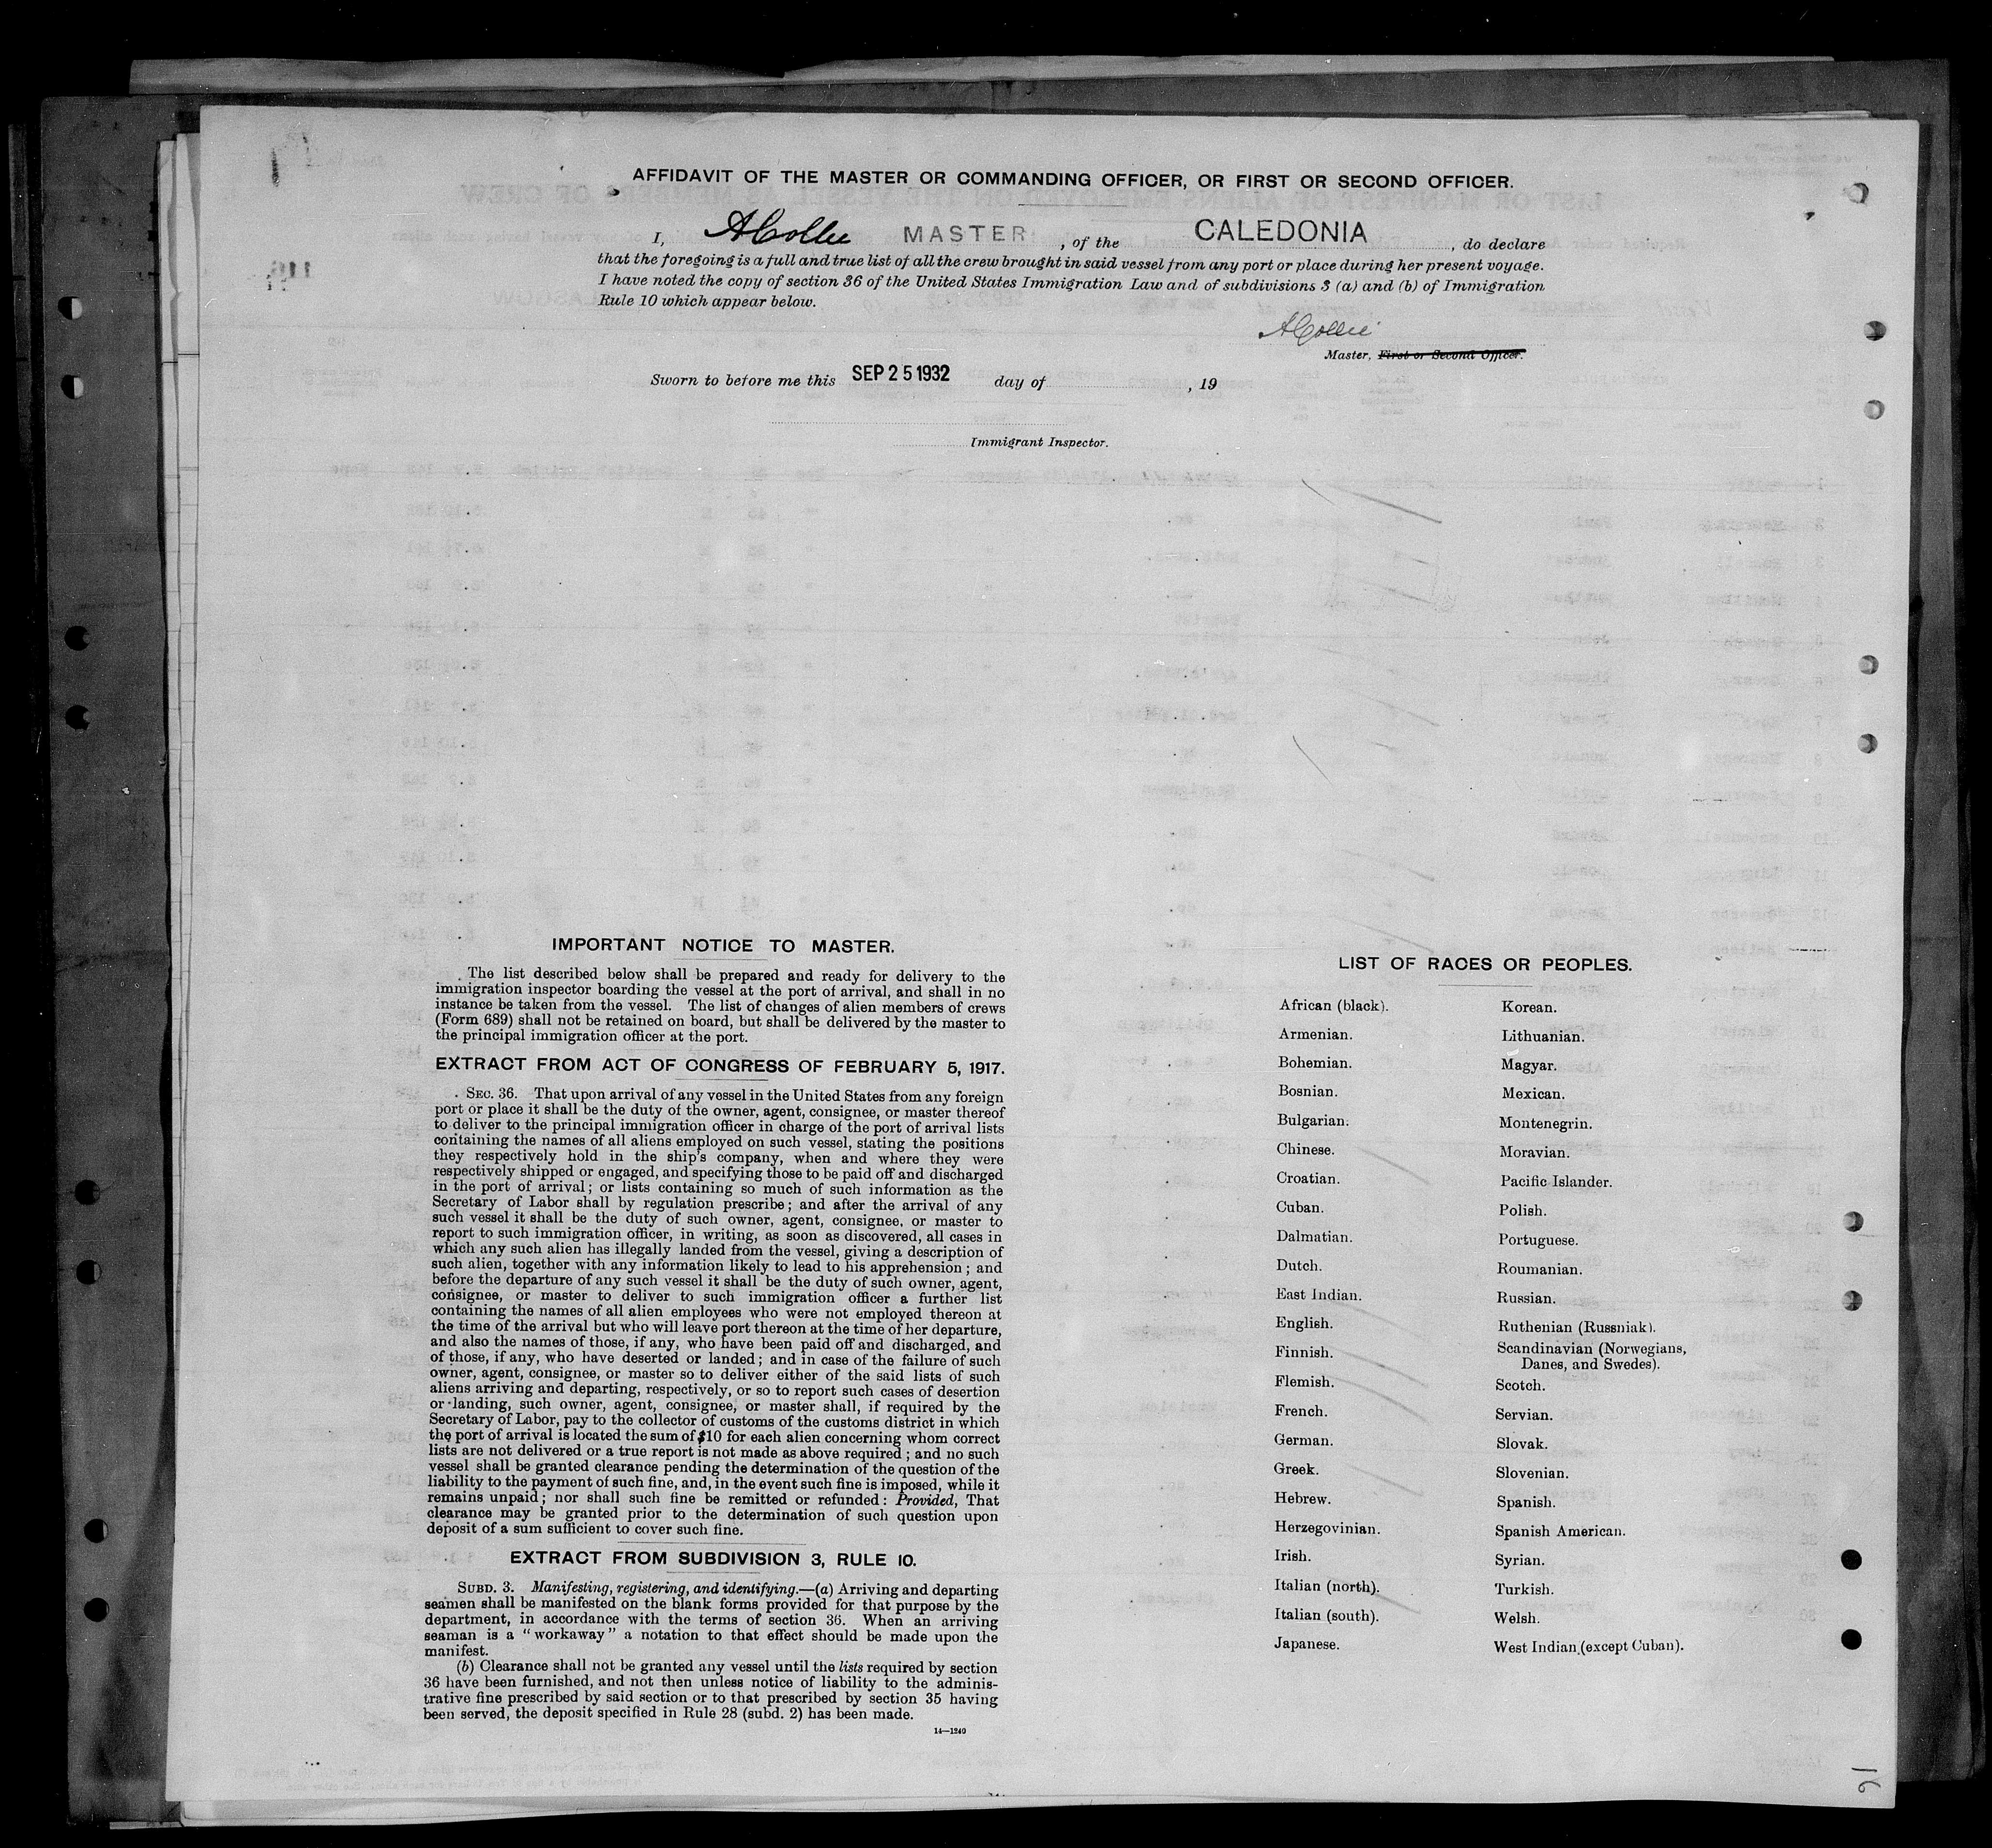 AFFIDAVIT OF THE MASTER OR COMMANDING OFFICER, OR FIRST OR SECOND OFFICER.
I, A Collie MASTER, of the CALEDONIA, do declare
that the foregoing is a full and true list of all the crew brought in said vessel from any port or place during her present voyage.
I have noted the copy of section 36 of the United States Immigration Law and of subdivisions 3 (a) and (b) of Immigration
Rule 10 which appear below.
A Collie
Master, First or Second Officer.
Sworn to before me this SEP 25 1932 day of , 19
Immigrant Inspector.
IMPORTANT NOTICE TO MASTER.
The list described below shall be prepared and ready for delivery to the
immigration inspector boarding the vessel at the port of arrival, and shall in no
instance be taken from the vessel. The list of changes of alien members of crews
(Form 689) shall not be retained on board, but shall be delivered by the master to
the principal immigration officer at the port.
EXTRACT FROM ACT OF CONGRESS OF FEBRUARY 5, 1917.
SEC. 36. That upon arrival of any vessel in the United States from any foreign
port or place it shall be the duty of the owner, agent, consignee, or master thereof
to deliver to the principal immigration officer in charge of the port of arrival lists
containing the names of all aliens employed on such vessel, stating the positions
they respectively hold in the ship's company, when and where they were
respectively shipped or engaged, and specifying those to be paid off and discharged
in the port of arrival; or lists containing so much of such information as the
Secretary of Labor shall by regulation prescribe; and after the arrival of any
such vessel it shall be the duty of such owner, agent, consignee, or master to
report to such immigration officer, in writing, as soon as discovered, all cases in
which any such alien has illegally landed from the vessel, giving a description of
such alien, together with any information likely to lead to his apprehension; and
before the departure of any such vessel it shall be the duty of such owner, agent,
consignee, or master to deliver to such immigration officer a further list
containing the names of all alien employees who were not employed thereon at
the time of the arrival but who will leave port thereon at the time of her departure,
and also the names of those, if any, who have been paid off and discharged, and
of those, if any, who have deserted or landed; and in case of the failure of such
owner, agent, consignee, or master so to deliver either of the said lists of such
aliens arriving and departing, respectively, or so to report such cases of desertion
or landing, such owner, agent, consignee, or master shall, if required by the
Secretary of Labor, pay to the collector of customs of the customs district in which
the port of arrival is located the sum of $10 for each alien concerning whom correct
lists are not delivered or a true report is not made as above required; and no such
vessel shall be granted clearance pending the determination of the question of the
liability to the payment of such fine, and, in the event such fine is imposed, while it
remains unpaid; nor shall such fine be remitted or refunded: Provided, That
clearance may be granted prior to the determination of such question upon
deposit of a sum sufficient to cover such fine.
EXTRACT FROM SUBDIVISION 3, RULE 10.
SUBD. 3. Manifesting, registering, and identifying.—(a) Arriving and departing
seamen shall be manifested on the blank forms provided for that purpose by the
department, in accordance with the terms of section 36. When an arriving
seaman is a "workaway" a notation to that effect should be made upon the
manifest.
(b) Clearance shall not be granted any vessel until the lists required by section
36 have been furnished, and not then unless notice of liability to the adminis-
trative fine prescribed by said section or to that prescribed by section 35 having
been served, the deposit specified in Rule 28 (subd. 2) has been made.
14—1240
LIST OF RACES OR PEOPLES.
African (black).
Armenian.
Bohemian.
Bosnian.
Bulgarian.
Chinese.
Croatian.
Cuban.
Dalmatian.
Dutch.
East Indian.
English.
Finnish.
Flemish.
French.
German.
Greek.
Hebrew.
Herzegovinian.
Irish.
Italian (north).
Italian (south).
Japanese.
Korean.
Lithuanian.
Magyar.
Mexican.
Montenegrin.
Moravian.
Pacific Islander.
Polish.
Portuguese.
Roumanian.
Russian.
Ruthenian (Russniak).
Scandinavian (Norwegians,
Danes, and Swedes).
Scotch.
Servian.
Slovak.
Slovenian.
Spanish.
Spanish American.
Syrian.
Turkish.
Welsh.
West Indian (except Cuban).